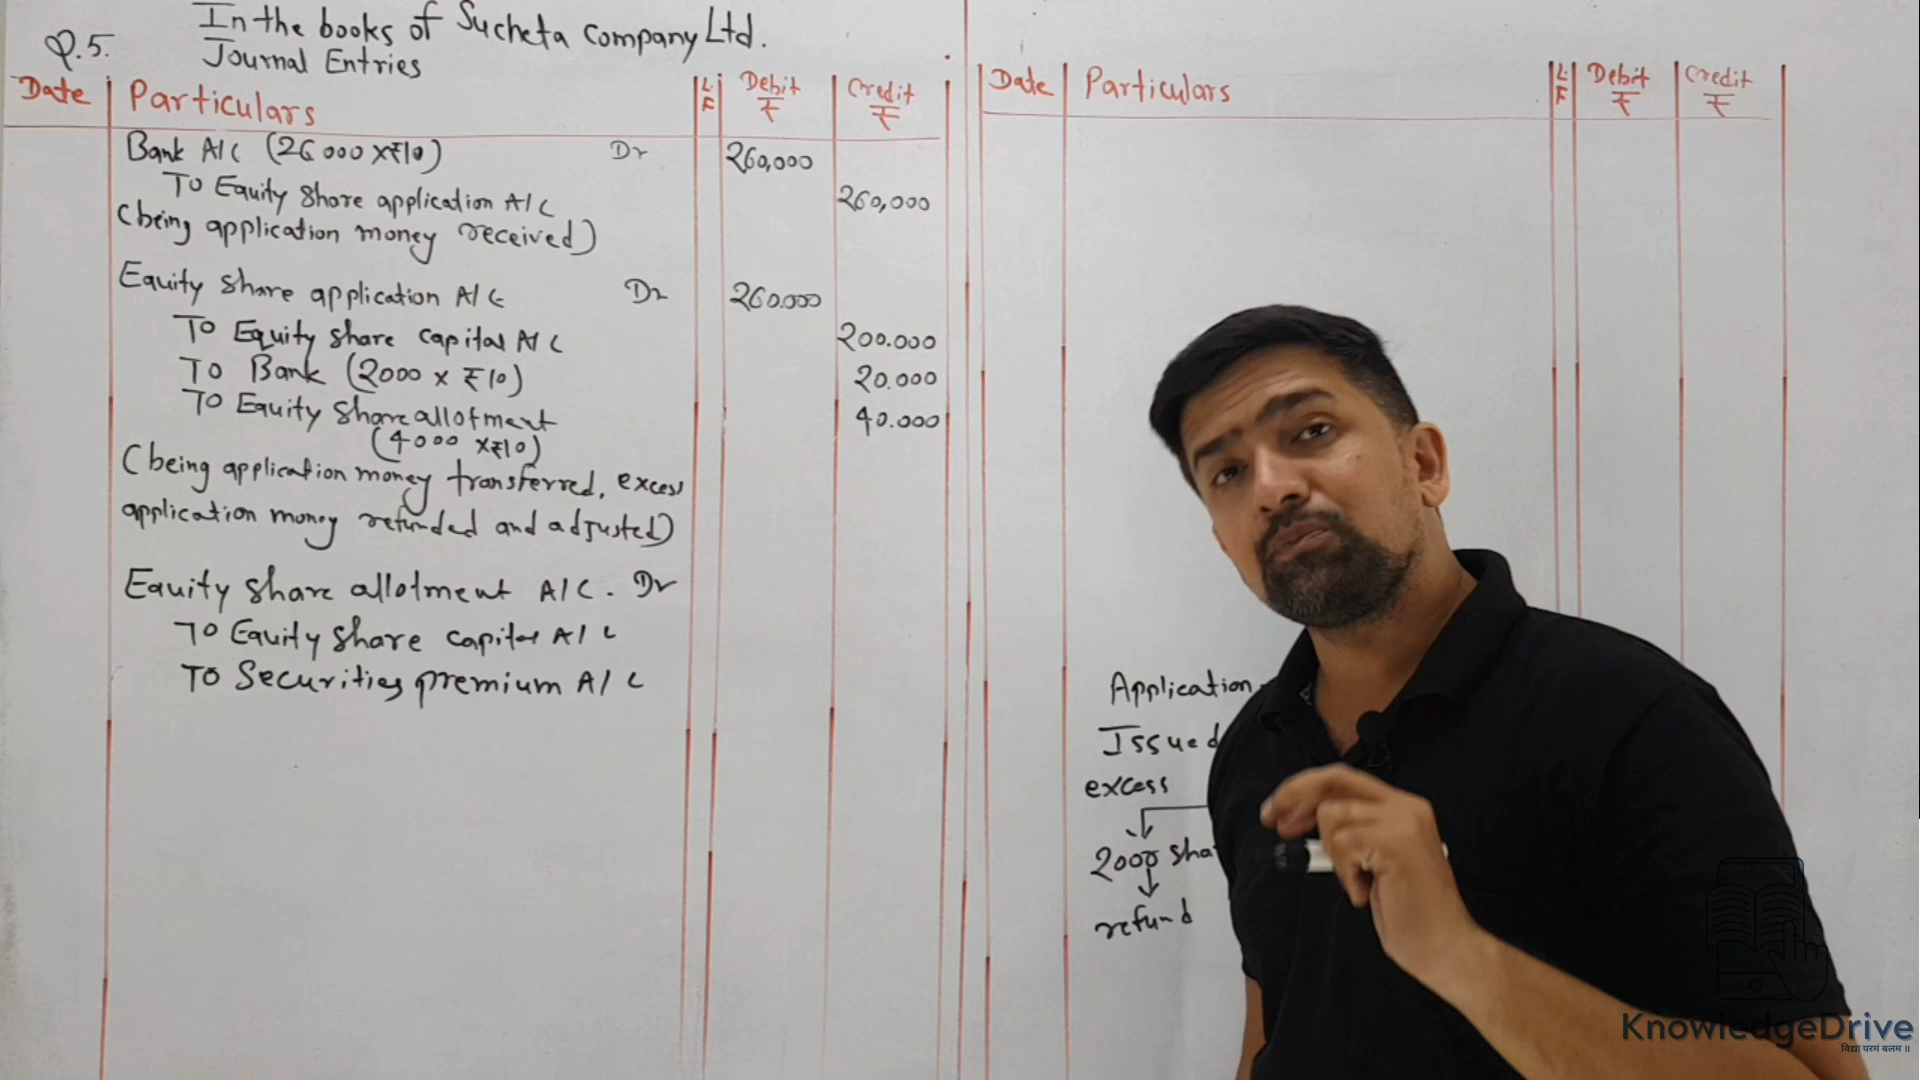 Q.5.
In the books of Sucheta Company Ltd.
Journal Entries
Date Particulars L.F Debit ₹ Credit ₹
Bank A/C (26000 x ₹10) Dr 260,000
To Equity share application A/C 260,000
(being application money received)
Equity share application A/C Dr 260.000
To Equity share capital A/C 200.000
To Bank (2000 x ₹10) 20.000
To Equity share allotment 40.000
(4000 x ₹10)
(being application money transferred, excess
application money refunded and adjusted)
Equity share allotment A/C. Dr
To Equity share capital A/C
To Securities premium A/C
Date Particulars L.F Debit ₹ Credit ₹
Application
Issued
excess
2000 sha
refund
KnowledgeDrive
विद्या परमं बलम ॥